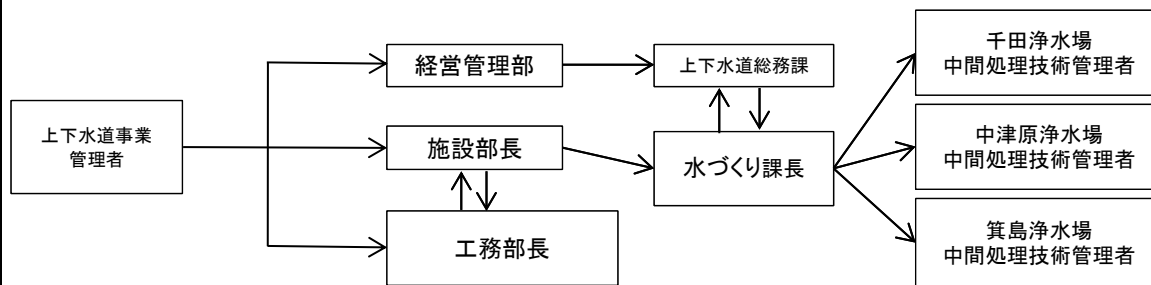 上下水道事業
管理者
経営管理部
施設部長
工務部長
上下水道総務課
水づくり課長
千田浄水場
中間処理技術管理者
中津原浄水場
中間処理技術管理者
箕島浄水場
中間処理技術管理者